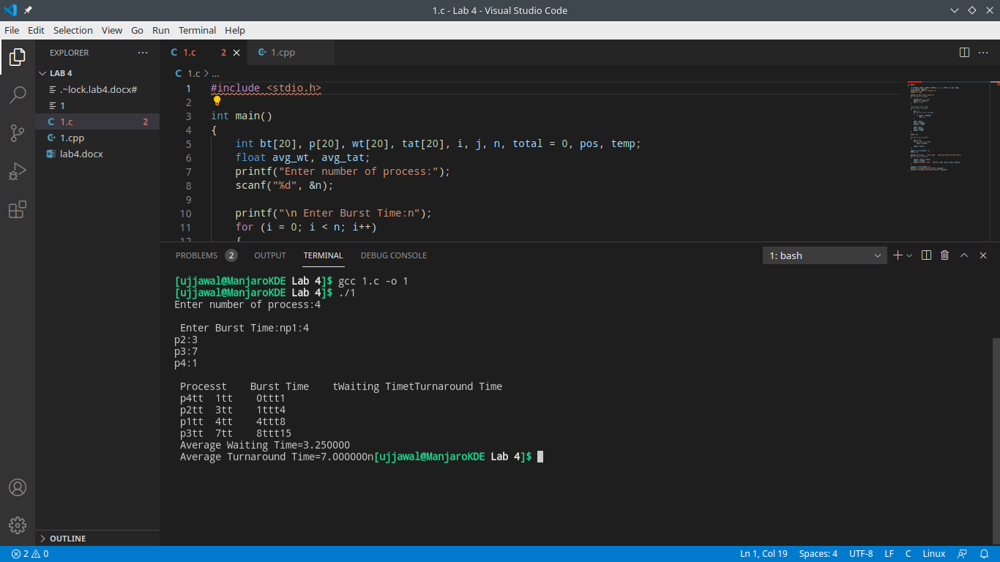 1.c - Lab 4 - Visual Studio Code
File Edit Selection View Go Run Terminal Help
EXPLORER
LAB 4
.~lock.lab4.docx#
1
1.c 2
1.cpp
lab4.docx
OUTLINE
1.c 2 1.cpp
1.c > ...
1 #include <stdio.h>
2
3 int main()
4 {
5 int bt[20], p[20], wt[20], tat[20], i, j, n, total = 0, pos, temp;
6 float avg_wt, avg_tat;
7 printf("Enter number of process:");
8 scanf("%d", &n);
9
10 printf("\n Enter Burst Time:n");
11 for (i = 0; i < n; i++)
12 {
PROBLEMS 2 OUTPUT TERMINAL DEBUG CONSOLE 1: bash
[ujjawal@ManjaroKDE Lab 4]$ gcc 1.c -o 1
[ujjawal@ManjaroKDE Lab 4]$ ./1
Enter number of process:4
Enter Burst Time:np1:4
p2:3
p3:7
p4:1
Processt Burst Time tWaiting TimetTurnaround Time
p4tt 1tt 0ttt1
p2tt 3tt 1ttt4
p1tt 4tt 4ttt8
p3tt 7tt 8ttt15
Average Waiting Time=3.250000
Average Turnaround Time=7.000000n[ujjawal@ManjaroKDE Lab 4]$
2 0 Ln 1, Col 19 Spaces: 4 UTF-8 LF C Linux